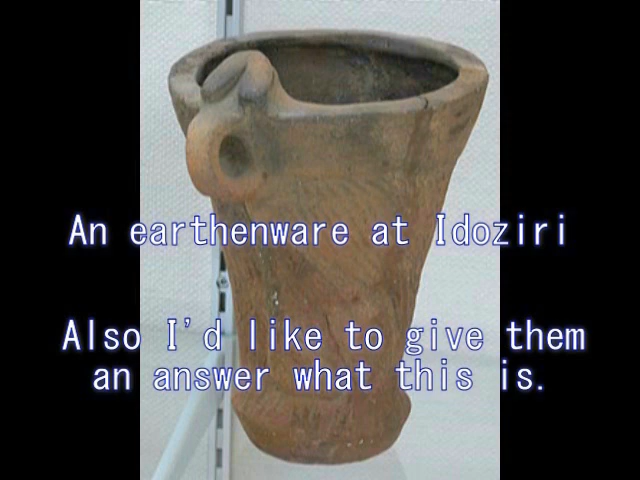 An earthenware at Idoziri
Also I'd like to give them
an answer what this is.